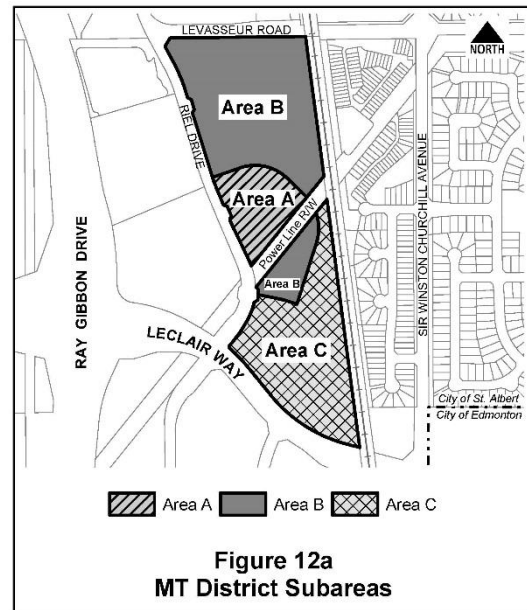 LEVASSEUR ROAD
NORTH
Area B
RIEL DRIVE
Area A
Power Line R/W
Area B
SIR WINSTON CHURCHILL AVENUE
RAY GIBBON DRIVE
LECLAIR WAY
Area C
City of St. Albert
City of Edmonton
Area A
Area B
Area C
Figure 12a
MT District Subareas